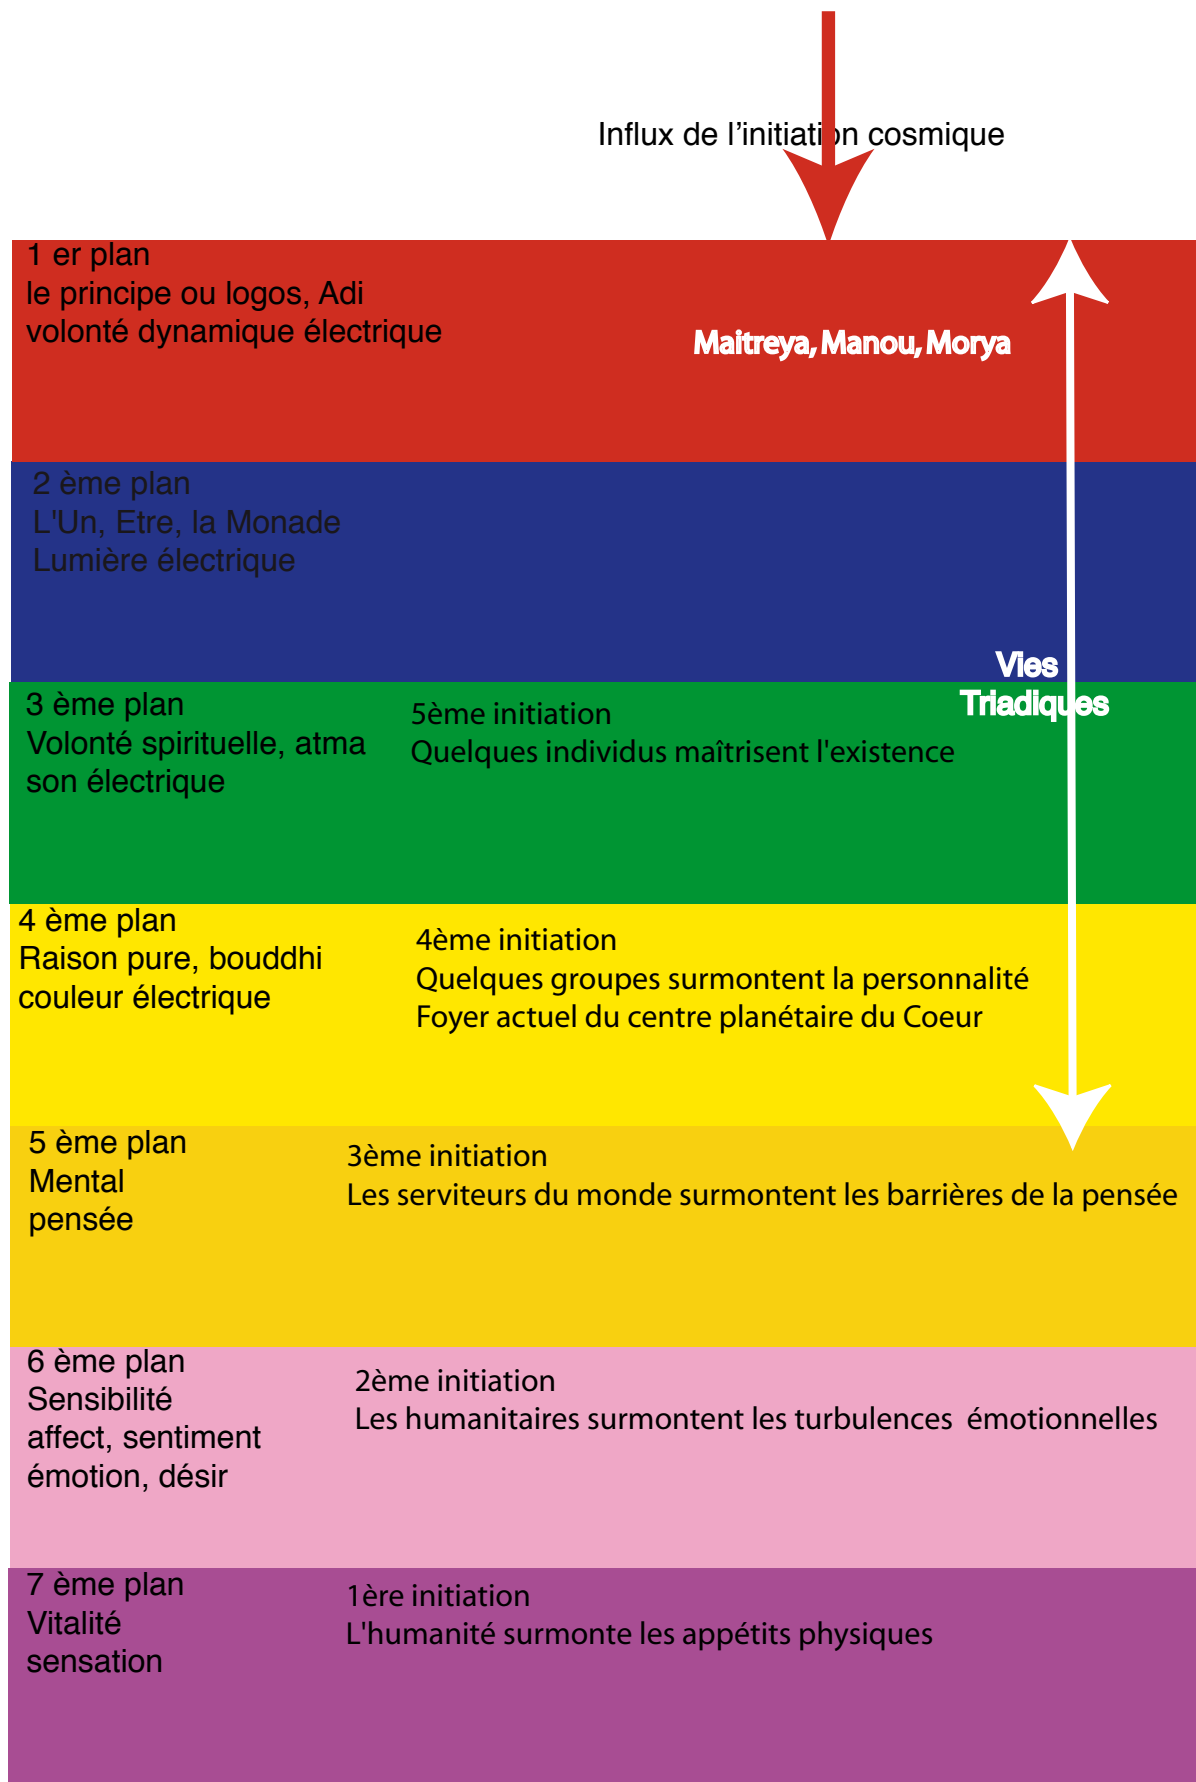 Influx de l'initiation cosmique
1 er plan
le principe ou logos, Adi
volonté dynamique électrique
Maitreya, Manou, Morya
2 ème plan
L'Un, Etre, la Monade
Lumière électrique
Vies
Triadiques
3 ème plan
Volonté spirituelle, atma
son électrique
5ème initiation
Quelques individus maîtrisent l'existence
4 ème plan
Raison pure, bouddhi
couleur électrique
4ème initiation
Quelques groupes surmontent la personnalité
Foyer actuel du centre planétaire du Coeur
5 ème plan
Mental
pensée
3ème initiation
Les serviteurs du monde surmontent les barrières de la pensée
6 ème plan
Sensibilité
affect, sentiment
émotion, désir
2ème initiation
Les humanitaires surmontent les turbulences  émotionnelles
7 ème plan
Vitalité
sensation
1ère initiation
L'humanité surmonte les appétits physiques